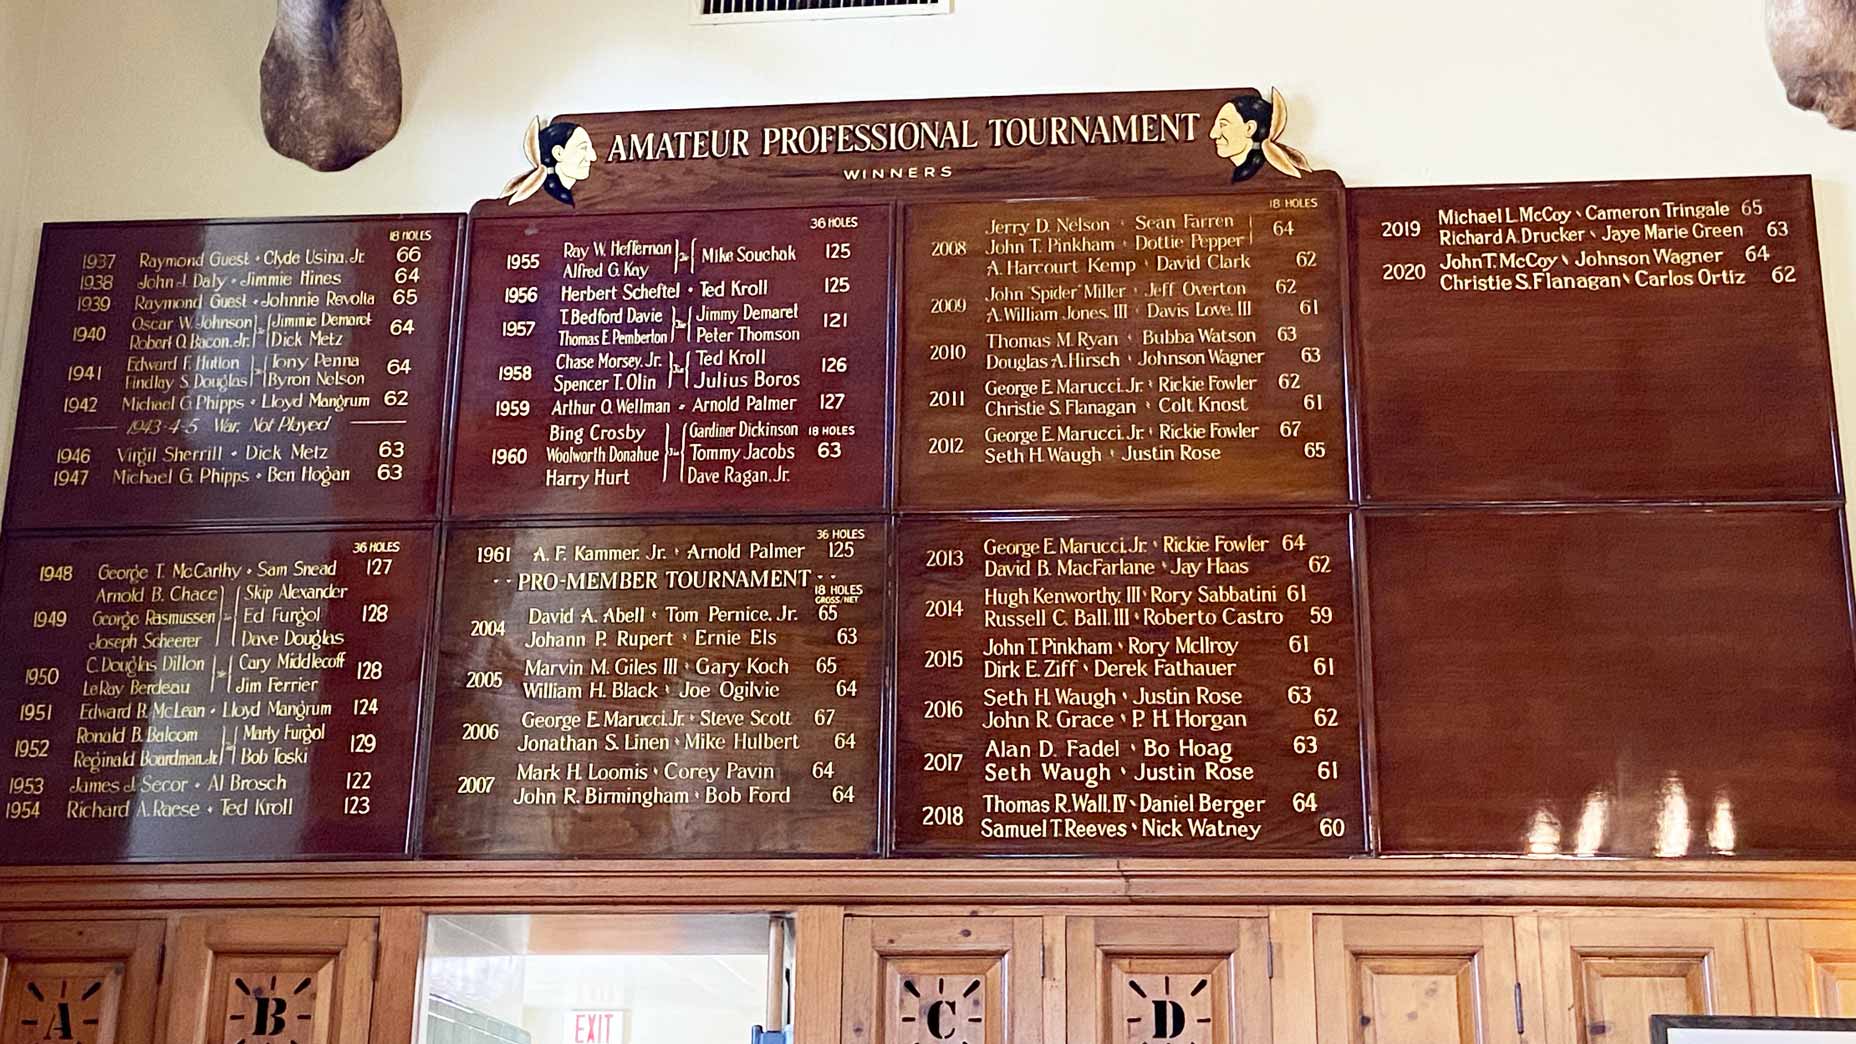 AMATEUR PROFESSIONAL TOURNAMENT
WINNERS
18 HOLES
1937 Raymond Guest • Clyde Usina, Jr. 66
1938 John J. Daly • Jimmie Hines 64
1939 Raymond Guest • Johnnie Revolta 65
1940 Oscar W. Johnson Jimmie Demaret 64
Robert O. Bacon, Jr. Dick Metz
1941 Edward F. Hutton Tony Penna 64
Findlay S. Douglas Byron Nelson
1942 Michael G. Phipps • Lloyd Mangrum 62
1943-4-5 War, Not Played
1946 Virgil Sherrill • Dick Metz 63
1947 Michael G. Phipps • Ben Hogan 63
36 HOLES
1948 George T. McCarthy • Sam Snead 127
1949 Arnold B. Chace Skip Alexander 128
George Rasmussen Ed Furgol
Joseph Scheerer Dave Douglas
1950 C. Douglas Dillon Cary Middlecoff 128
LeRay Berdeau Jim Ferrier
1951 Edward B. McLean • Lloyd Mangrum 124
1952 Ronald B. Balcom Marty Furgol 129
Reginald Boardman, Jr. Bob Toski
1953 James J. Secor • Al Brosch 122
1954 Richard A. Raese • Ted Kroll 123
36 HOLES
1955 Ray W. Heffernan Mike Souchak 125
Alfred G. Kay
1956 Herbert Scheftel • Ted Kroll 125
1957 T. Bedford Davie Jimmy Demaret 121
Thomas E. Pemberton Peter Thomson
1958 Chase Morsey, Jr. Ted Kroll 126
Spencer T. Olin Julius Boros
1959 Arthur O. Wellman • Arnold Palmer 127
1960 Bing Crosby Gardiner Dickinson 18 HOLES
Woolworth Donahue Tommy Jacobs 63
Harry Hurt Dave Ragan, Jr.
36 HOLES
1961 A. F. Kammer, Jr. • Arnold Palmer 125
PRO-MEMBER TOURNAMENT
18 HOLES
GROSS/NET
2004 David A. Abell • Tom Pernice, Jr. 65
Johann P. Rupert • Ernie Els 63
2005 Marvin M. Giles III • Gary Koch 65
William H. Black • Joe Ogilvie 64
2006 George E. Marucci, Jr. • Steve Scott 67
Jonathan S. Linen • Mike Hulbert 64
2007 Mark H. Loomis • Corey Pavin 64
John R. Birmingham • Bob Ford 64
18 HOLES
2008 Jerry D. Nelson • Sean Farren 64
John T. Pinkham • Dottie Pepper
A. Harcourt Kemp • David Clark 62
2009 John "Spider" Miller • Jeff Overton 62
A. William Jones, III • Davis Love, III 61
2010 Thomas M. Ryan • Bubba Watson 63
Douglas A. Hirsch • Johnson Wagner 63
2011 George E. Marucci, Jr. • Rickie Fowler 62
Christie S. Flanagan • Colt Knost 61
2012 George E. Marucci, Jr. • Rickie Fowler 67
Seth H. Waugh • Justin Rose 65
2013 George E. Marucci, Jr. • Rickie Fowler 64
David B. MacFarlane • Jay Haas 62
2014 Hugh Kenworthy, III • Rory Sabbatini 61
Russell C. Ball, III • Roberto Castro 59
2015 John T. Pinkham • Rory McIlroy 61
Dirk E. Ziff • Derek Fathauer 61
2016 Seth H. Waugh • Justin Rose 63
John R. Grace • P. H. Horgan 62
2017 Alan D. Fadel • Bo Hoag 63
Seth Waugh • Justin Rose 61
2018 Thomas R. Wall, IV • Daniel Berger 64
Samuel T. Reeves • Nick Watney 60
2019 Michael L. McCoy • Cameron Tringale 65
Richard A. Drucker • Jaye Marie Green 63
2020 John T. McCoy • Johnson Wagner 64
Christie S. Flanagan • Carlos Ortiz 62
A
B
EXIT
C
D